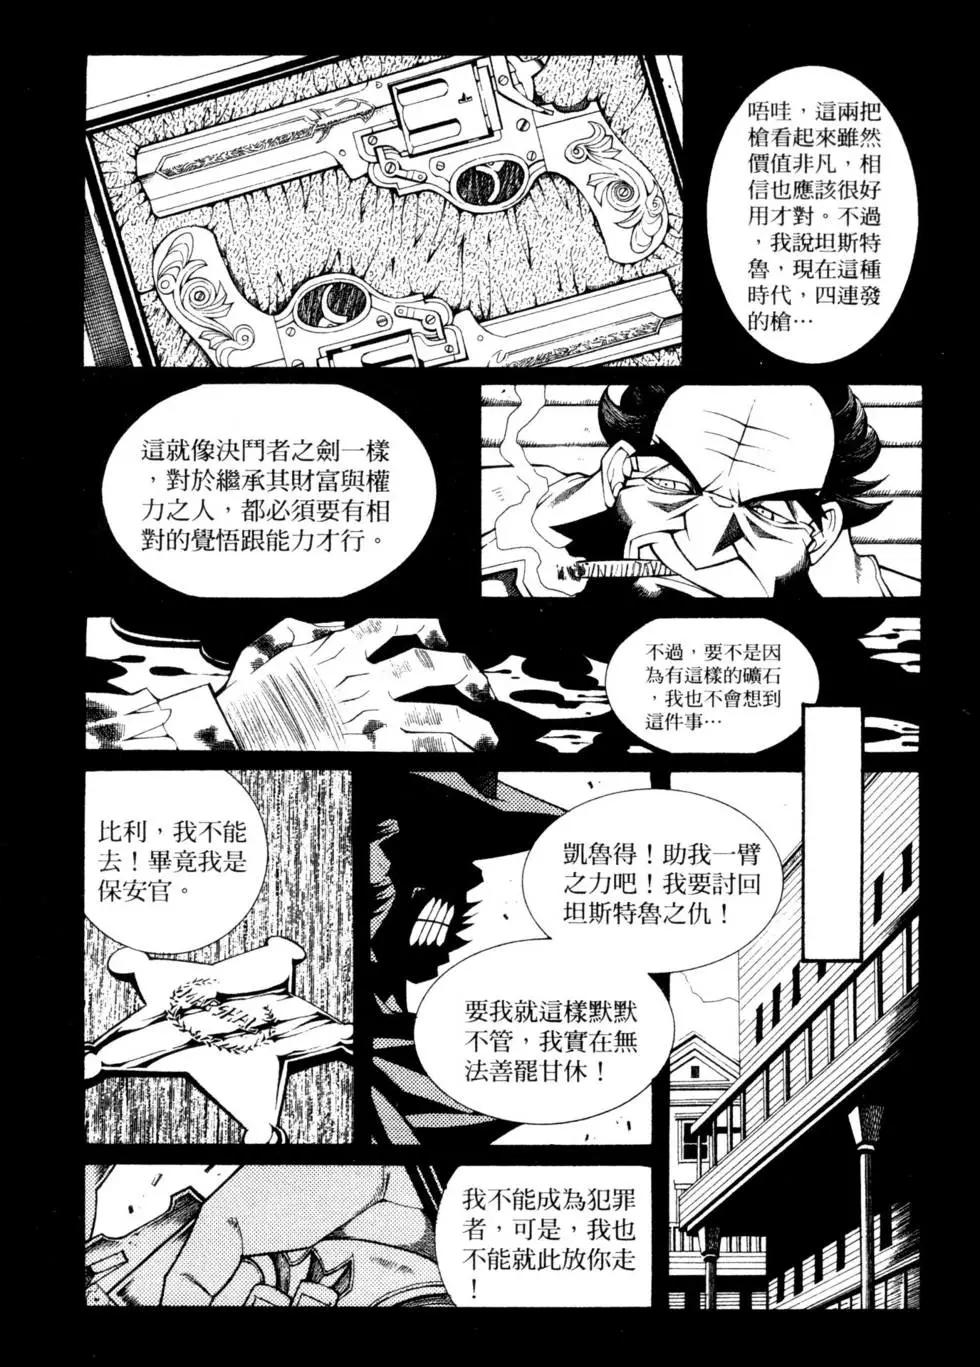 唔哇，這兩把
槍看起來雖然
價值非凡，相
信也應該很好
用才對。不過
，我說坦斯特
魯，現在這種
時代，四連發
的槍…
這就像決鬥者之劍一樣
，對於繼承其財富與權
力之人，都必須要有相
對的覺悟跟能力才行。
不過，要不是因
為有這樣的礦石
，我也不會想到
這件事…
凱魯得！助我一臂
之力吧！我要討回
坦斯特魯之仇！
比利，我不能
去！畢竟我是
保安官。
要我就這樣默默
不管，我實在無
法善罷甘休！
我不能成為犯罪
者，可是，我也
不能就此放你走
！